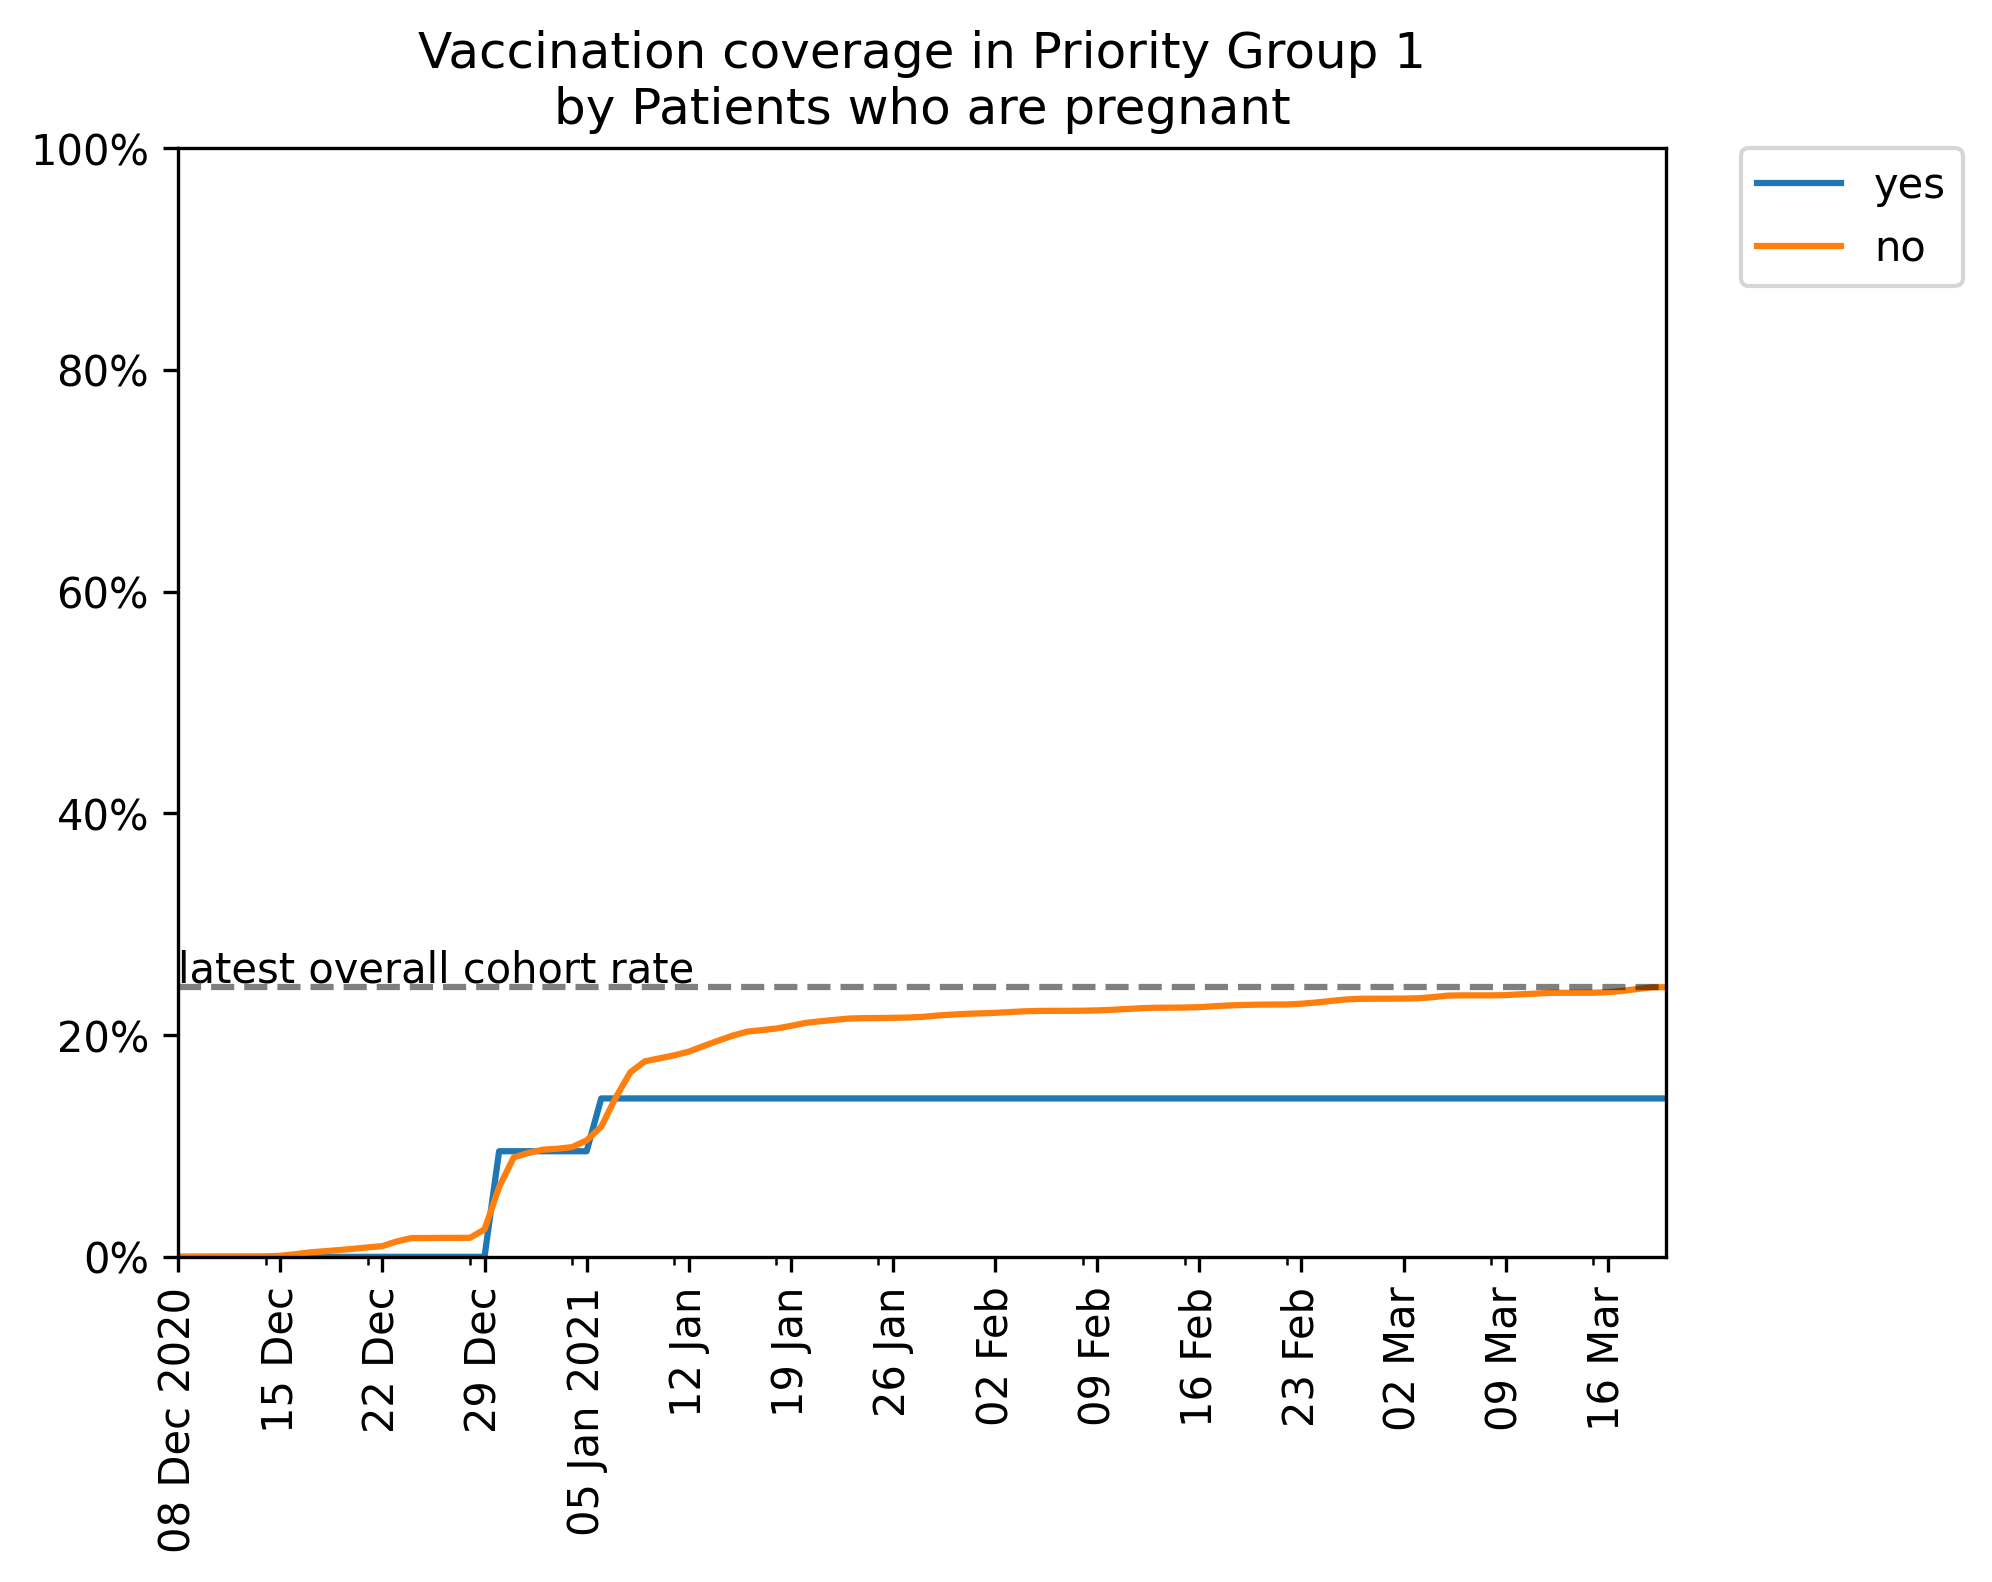 Vaccination coverage in Priority Group 1
by Patients who are pregnant
100%
80%
60%
40%
20%
0%
yes
no
latest overall cohort rate
08 Dec 2020
15 Dec
22 Dec
29 Dec
05 Jan 2021
12 Jan
19 Jan
26 Jan
02 Feb
09 Feb
16 Feb
23 Feb
02 Mar
09 Mar
16 Mar